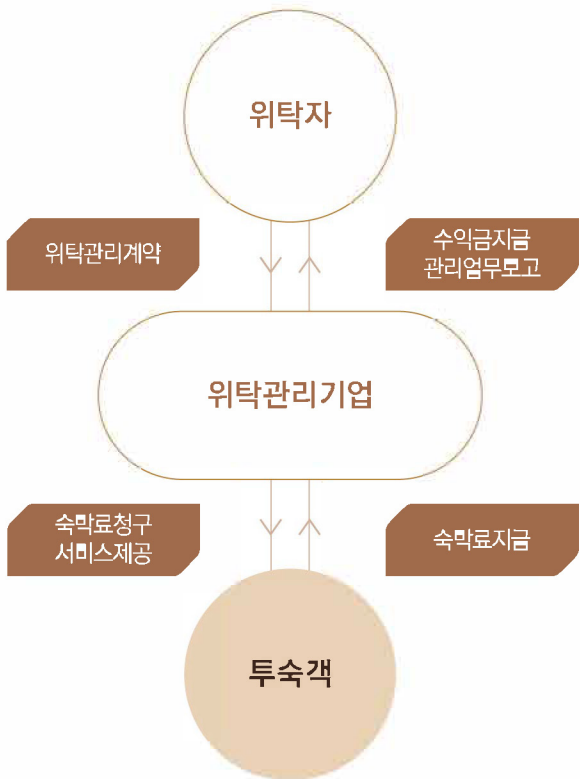 위탁자
위탁관리계약
수익금지금
관리업무보고
위탁관리기업
숙박료청구
서비스제공
숙박료지금
투숙객